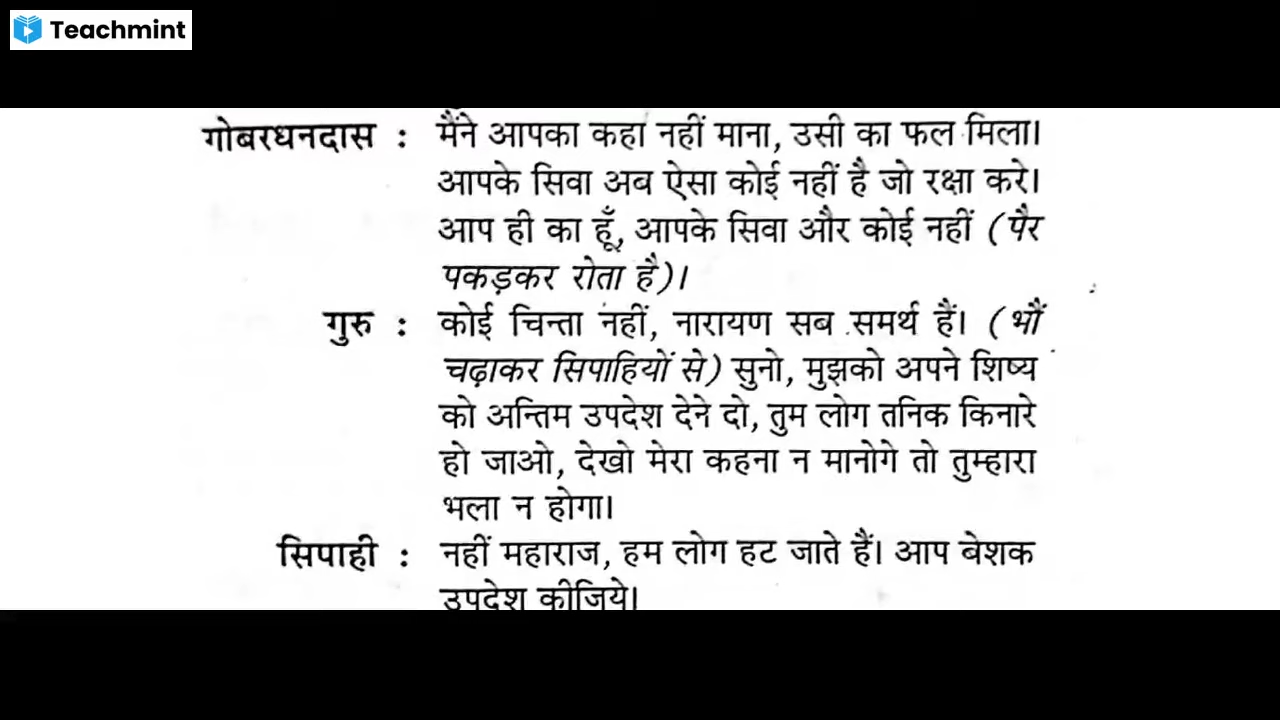 Teachmint
गोबरधनदास : मैंने आपका कहा नहीं माना, उसी का फल मिला।
आपके सिवा अब ऐसा कोई नहीं है जो रक्षा करे।
आप ही का हूँ, आपके सिवा और कोई नहीं (पैर
पकड़कर रोता है)।
गुरु : कोई चिन्ता नहीं, नारायण सब समर्थ हैं। (भौं
चढ़ाकर सिपाहियों से) सुनो, मुझको अपने शिष्य
को अन्तिम उपदेश देने दो, तुम लोग तनिक किनारे
हो जाओ, देखो मेरा कहना न मानोगे तो तुम्हारा
भला न होगा।
सिपाही : नहीं महाराज, हम लोग हट जाते हैं। आप बेशक
उपदेश कीजिये।